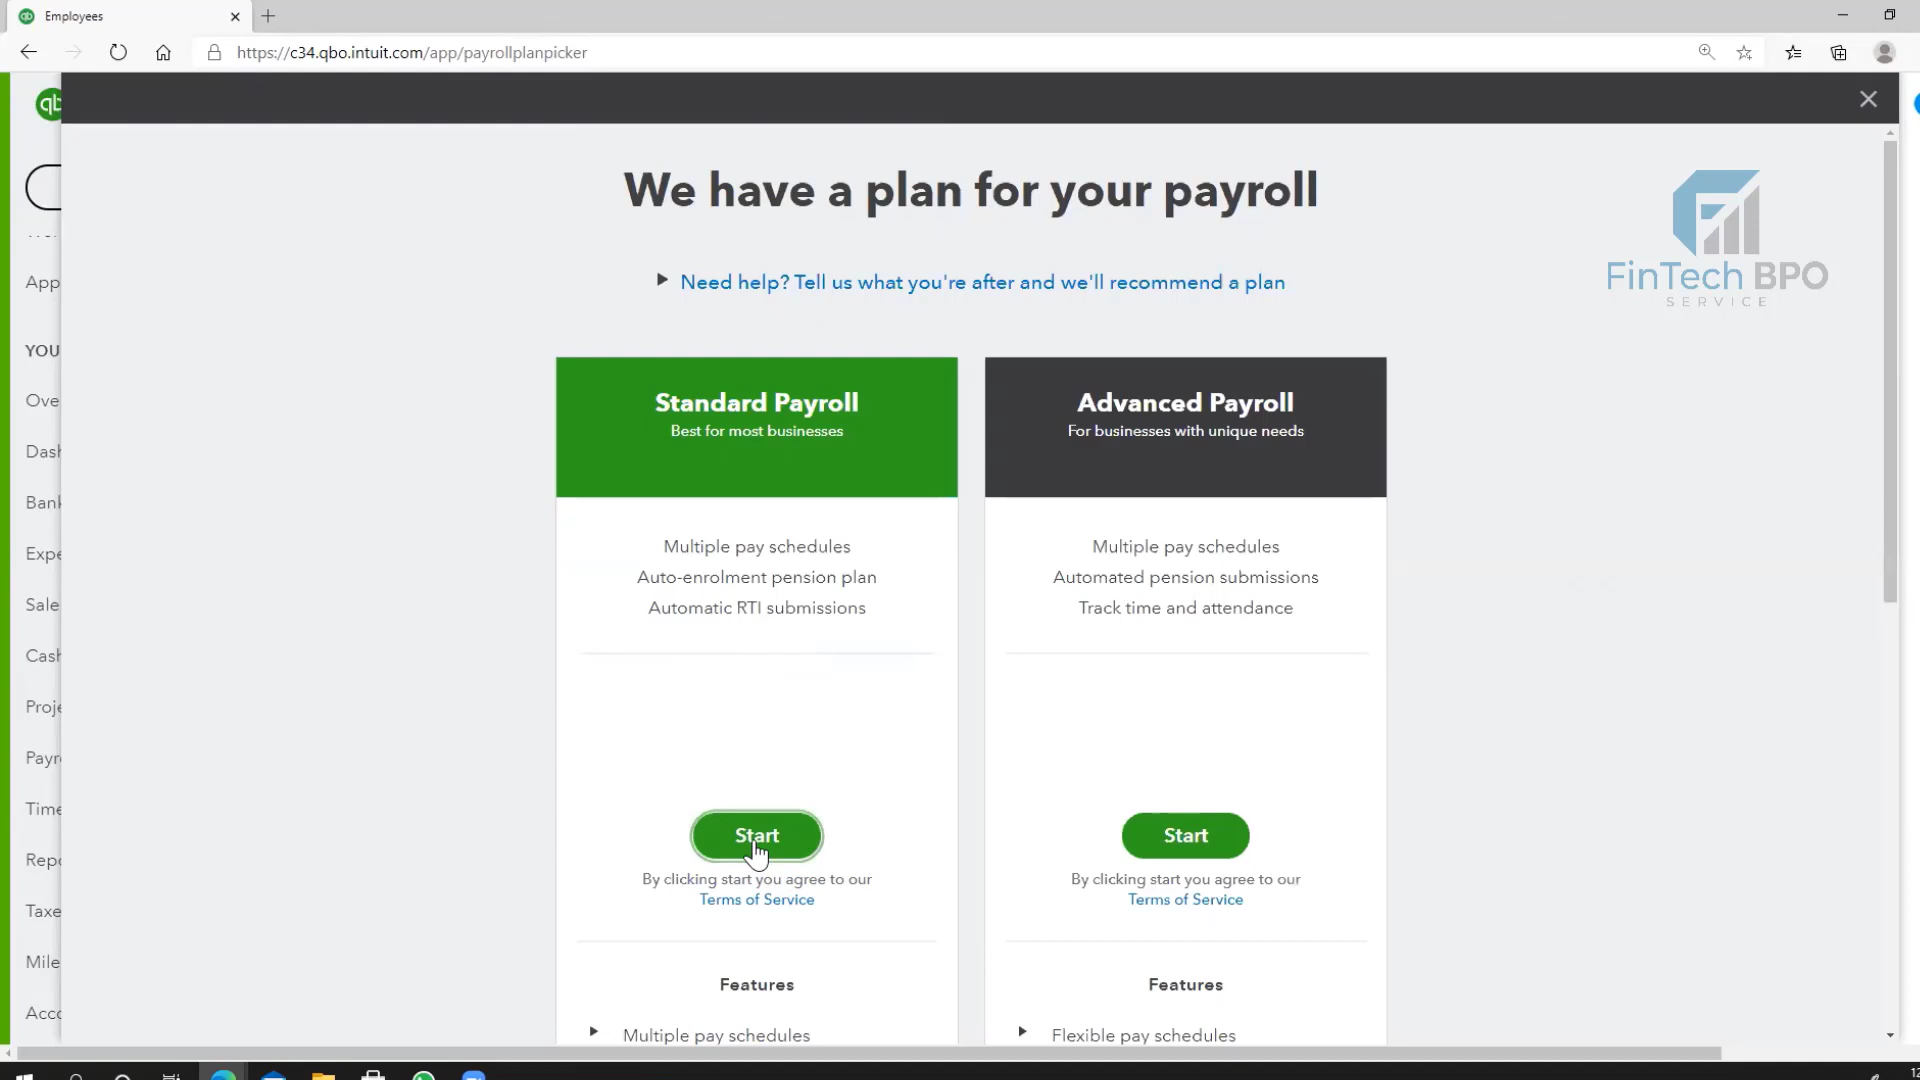 Employees
https://c34.qbo.intuit.com/app/payrollplanpicker
qb
We have a plan for your payroll
FinTech BPO
SERVICE
Need help? Tell us what you're after and we'll recommend a plan
App
YOU
Ove
Dash
Bank
Expe
Sale
Cash
Proje
Payr
Time
Repo
Taxe
Mile
Acco
Standard Payroll
Best for most businesses
Multiple pay schedules
Auto-enrolment pension plan
Automatic RTI submissions
Start
By clicking start you agree to our
Terms of Service
Features
Multiple pay schedules
Advanced Payroll
For businesses with unique needs
Multiple pay schedules
Automated pension submissions
Track time and attendance
Start
By clicking start you agree to our
Terms of Service
Features
Flexible pay schedules